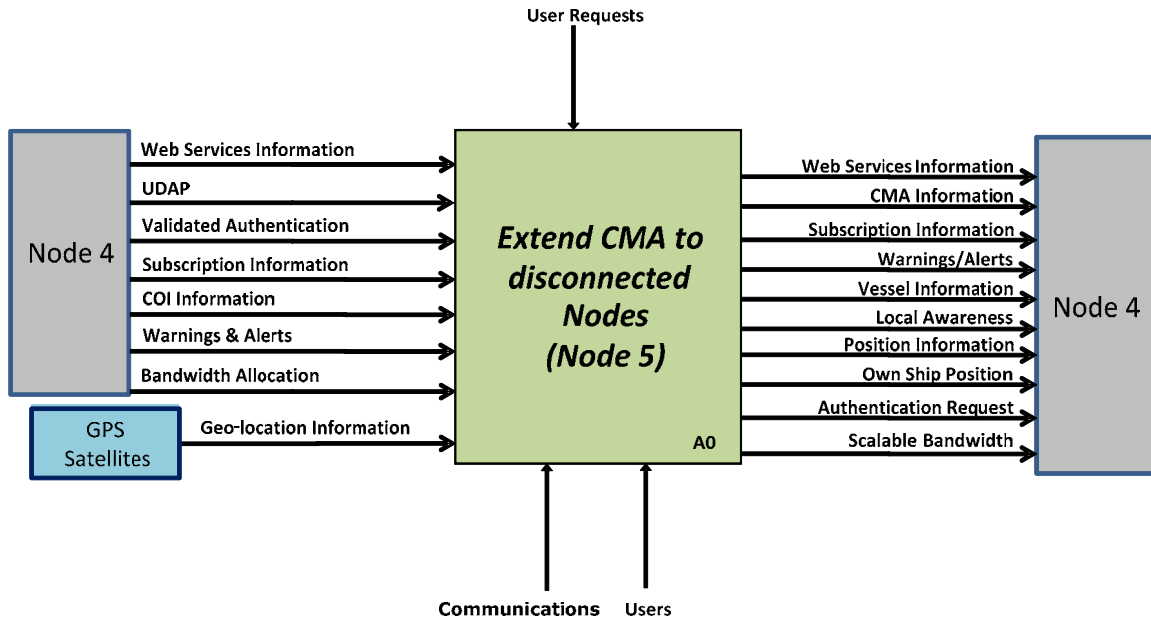 User Requests
Node 4
Web Services Information
UDAP
Validated Authentication
Subscription Information
COI Information
Warnings & Alerts
Bandwidth Allocation
GPS
Satellites
Geo-location Information
Extend CMA to
disconnected
Nodes
(Node 5)
A0
Web Services Information
CMA Information
Subscription Information
Warnings/Alerts
Vessel Information
Local Awareness
Position Information
Own Ship Position
Authentication Request
Scalable Bandwidth
Node 4
Communications
Users